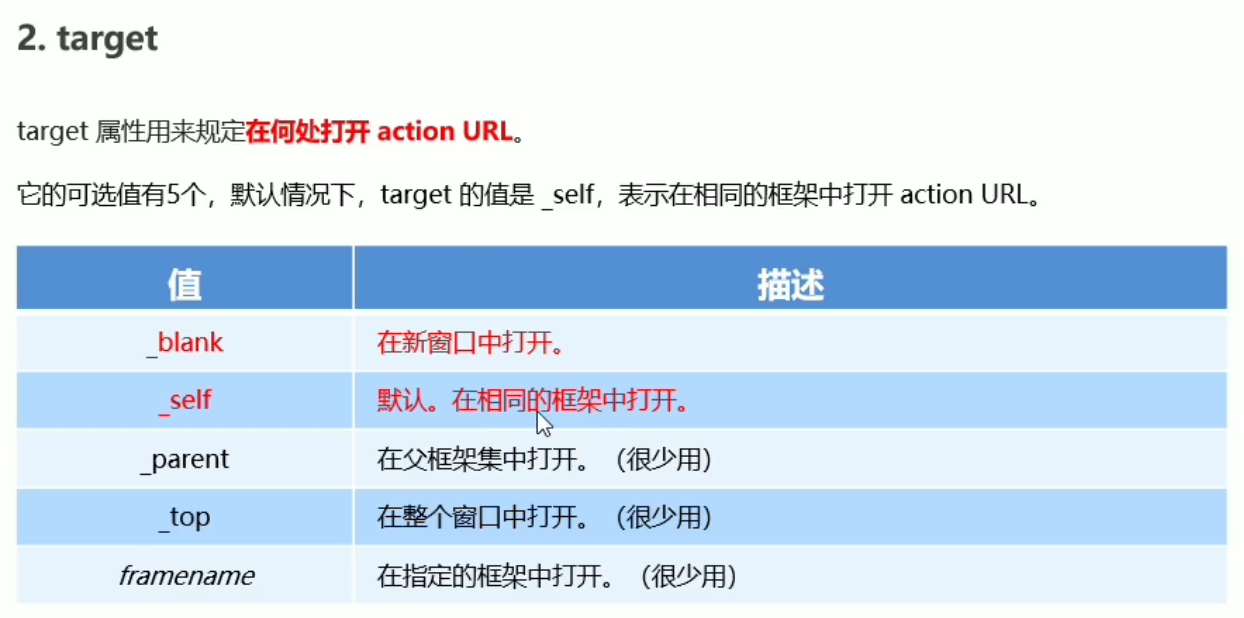 2. target
target 属性用来规定在何处打开 action URL。
它的可选值有5个，默认情况下，target 的值是 _self，表示在相同的框架中打开 action URL。
值 描述
_blank 在新窗口中打开。
_self 默认。在相同的框架中打开。
_parent 在父框架集中打开。（很少用）
_top 在整个窗口中打开。（很少用）
framename 在指定的框架中打开。（很少用）